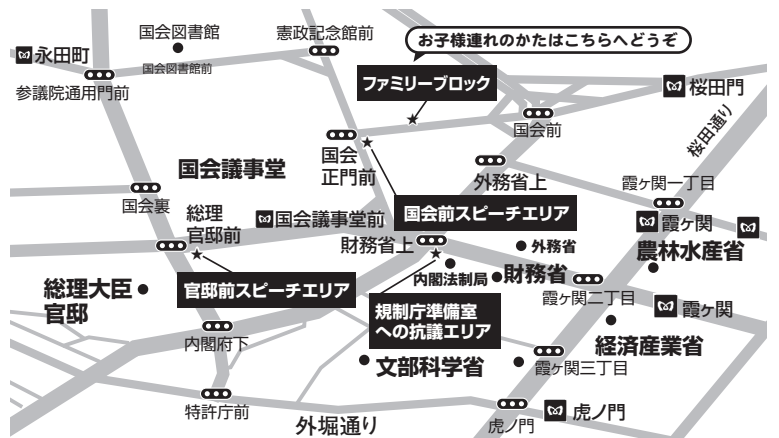 国会図書館
憲政記念館前
お子様連れのかたはこちらへどうぞ
永田町
国会図書館前
参議院通用門前
ファミリーブロック
桜田門
桜田通り
国会前
国会
正門前
国会議事堂
外務省上
霞ヶ関一丁目
国会裏
総理
官邸前
国会議事堂前
国会前スピーチエリア
霞ヶ関
財務省上
外務省
農林水産省
内閣法制局
財務省
総理大臣
官邸
官邸前スピーチエリア
霞ヶ関二丁目
規制庁準備室
への抗議エリア
霞ヶ関
内閣府下
経済産業省
文部科学省
霞ヶ関三丁目
特許庁前
外堀通り
虎ノ門
虎ノ門